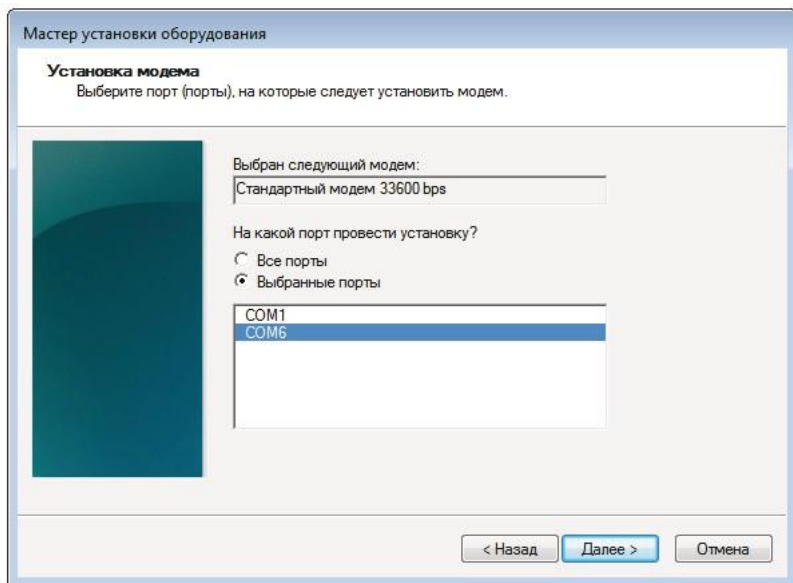 Мастер установки оборудования
Установка модема
Выберите порт (порты), на которые следует установить модем.
Выбран следующий модем:
Стандартный модем 33600 bps
На какой порт провести установку?
Все порты
Выбранные порты
COM1
COM6
< Назад
Далее >
Отмена